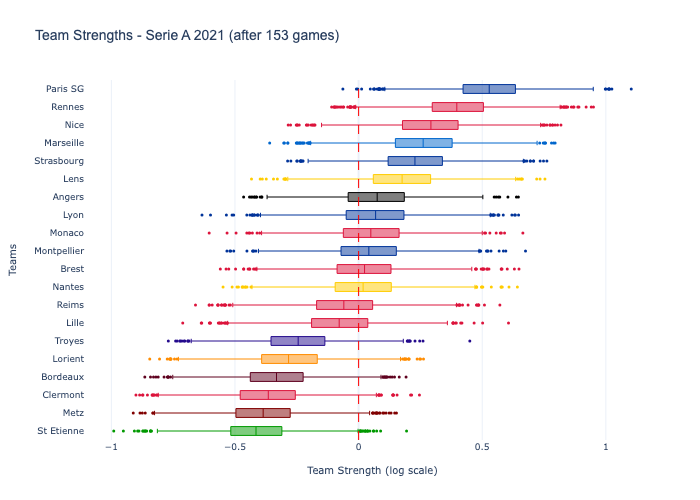 Team Strengths - Serie A 2021 (after 153 games)
Paris SG
Rennes
Nice
Marseille
Strasbourg
Lens
Angers
Lyon
Monaco
Montpellier
Brest
Nantes
Reims
Lille
Troyes
Lorient
Bordeaux
Clermont
Metz
St Etienne
Teams
−1 −0.5 0 0.5 1
Team Strength (log scale)